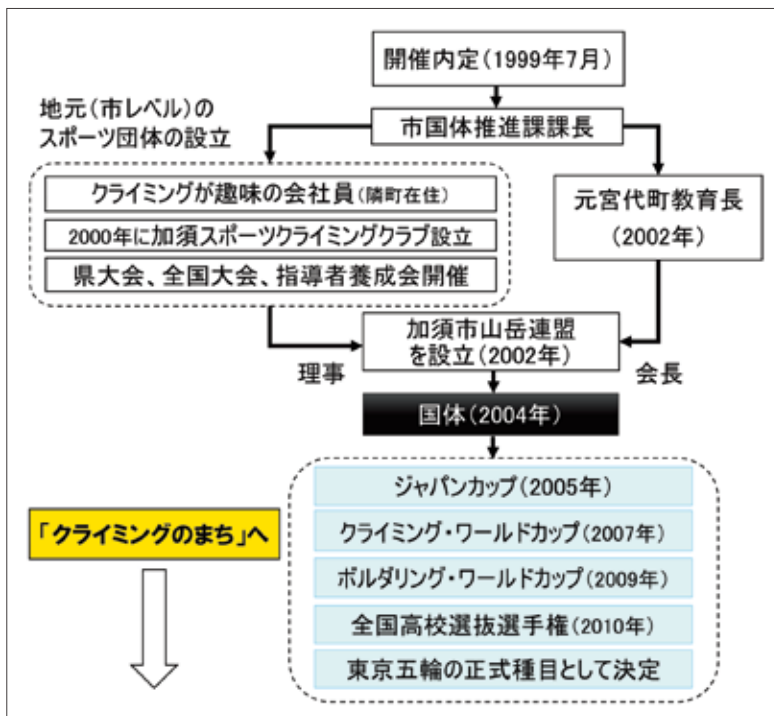 開催内定（1999年7月）
地元（市レベル）の
スポーツ団体の設立
市国体推進課課長
クライミングが趣味の会社員（隣町在住）
2000年に加須スポーツクライミングクラブ設立
県大会、全国大会、指導者養成会開催
元宮代町教育長
（2002年）
加須市山岳連盟
を設立（2002年）
理事
会長
国体（2004年）
ジャパンカップ（2005年）
クライミング・ワールドカップ（2007年）
ボルダリング・ワールドカップ（2009年）
全国高校選抜選手権（2010年）
東京五輪の正式種目として決定
「クライミングのまち」へ